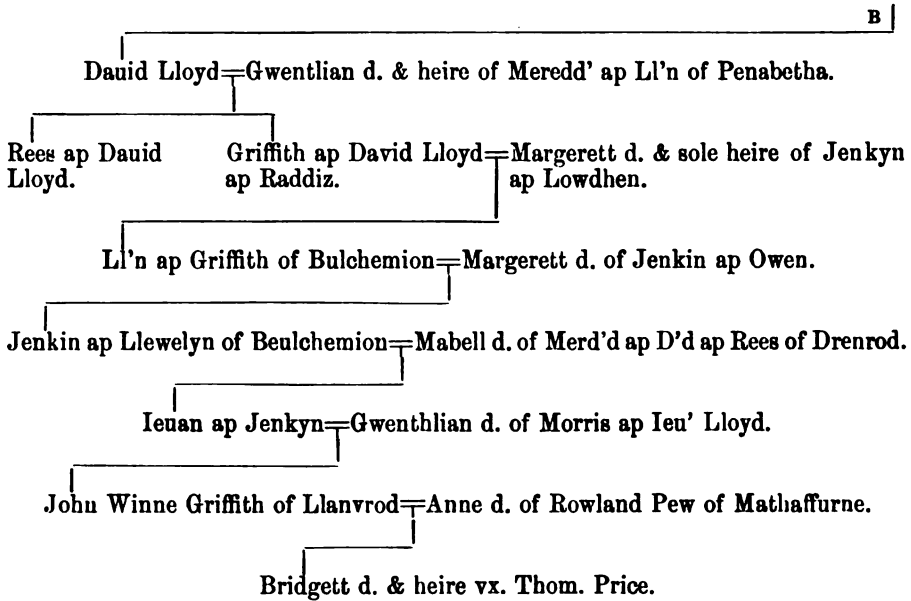 B
Dauid Lloyd=Gwentlian d. & heire of Meredd' ap Ll'n of Penabetha.
Rees ap Dauid Lloyd.
Griffith ap David Lloyd ap Raddiz.=Margerett d. & sole heire of Jenkyn ap Lowdhen.
Ll'n ap Griffith of Bulchemion=Margerett d. of Jenkin ap Owen.
Jenkin ap Llewelyn of Beulchemion=Mabell d. of Merd'd ap D'd ap Rees of Drenrod.
Ieuan ap Jenkyn=Gwenthlian d. of Morris ap Ieu' Lloyd.
John Winne Griffith of Llanvrod=Anne d. of Rowland Pew of Mathaffurne.
Bridgett d. & heire vx. Thom. Price.